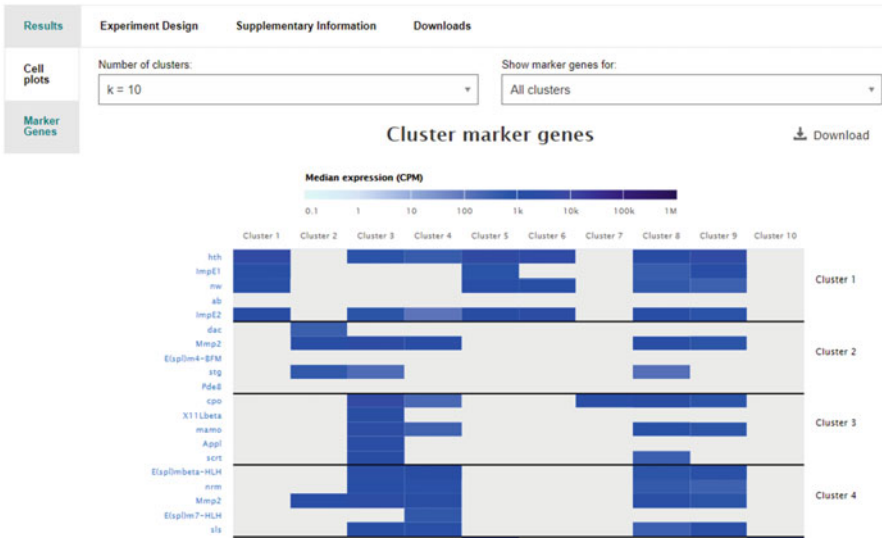 Results Experiment Design Supplementary Information Downloads
Cell plots
Number of clusters: Show marker genes for:
k = 10 All clusters
Marker Genes
Cluster marker genes Download
Median expression (CPM)
0.1 1 10 100 1k 10k 100k 1M
Cluster 1 Cluster 2 Cluster 3 Cluster 4 Cluster 5 Cluster 6 Cluster 7 Cluster 8 Cluster 9 Cluster 10
hth
ImpE1
nw
ab
ImpE2
Cluster 1
dac
Mmp2
E(spl)m4-BFM
stg
Pde8
Cluster 2
cpo
X11Lbeta
mamo
Appl
scrt
Cluster 3
E(spl)mbeta-HLH
nrm
Mmp2
E(spl)m7-HLH
sls
Cluster 4